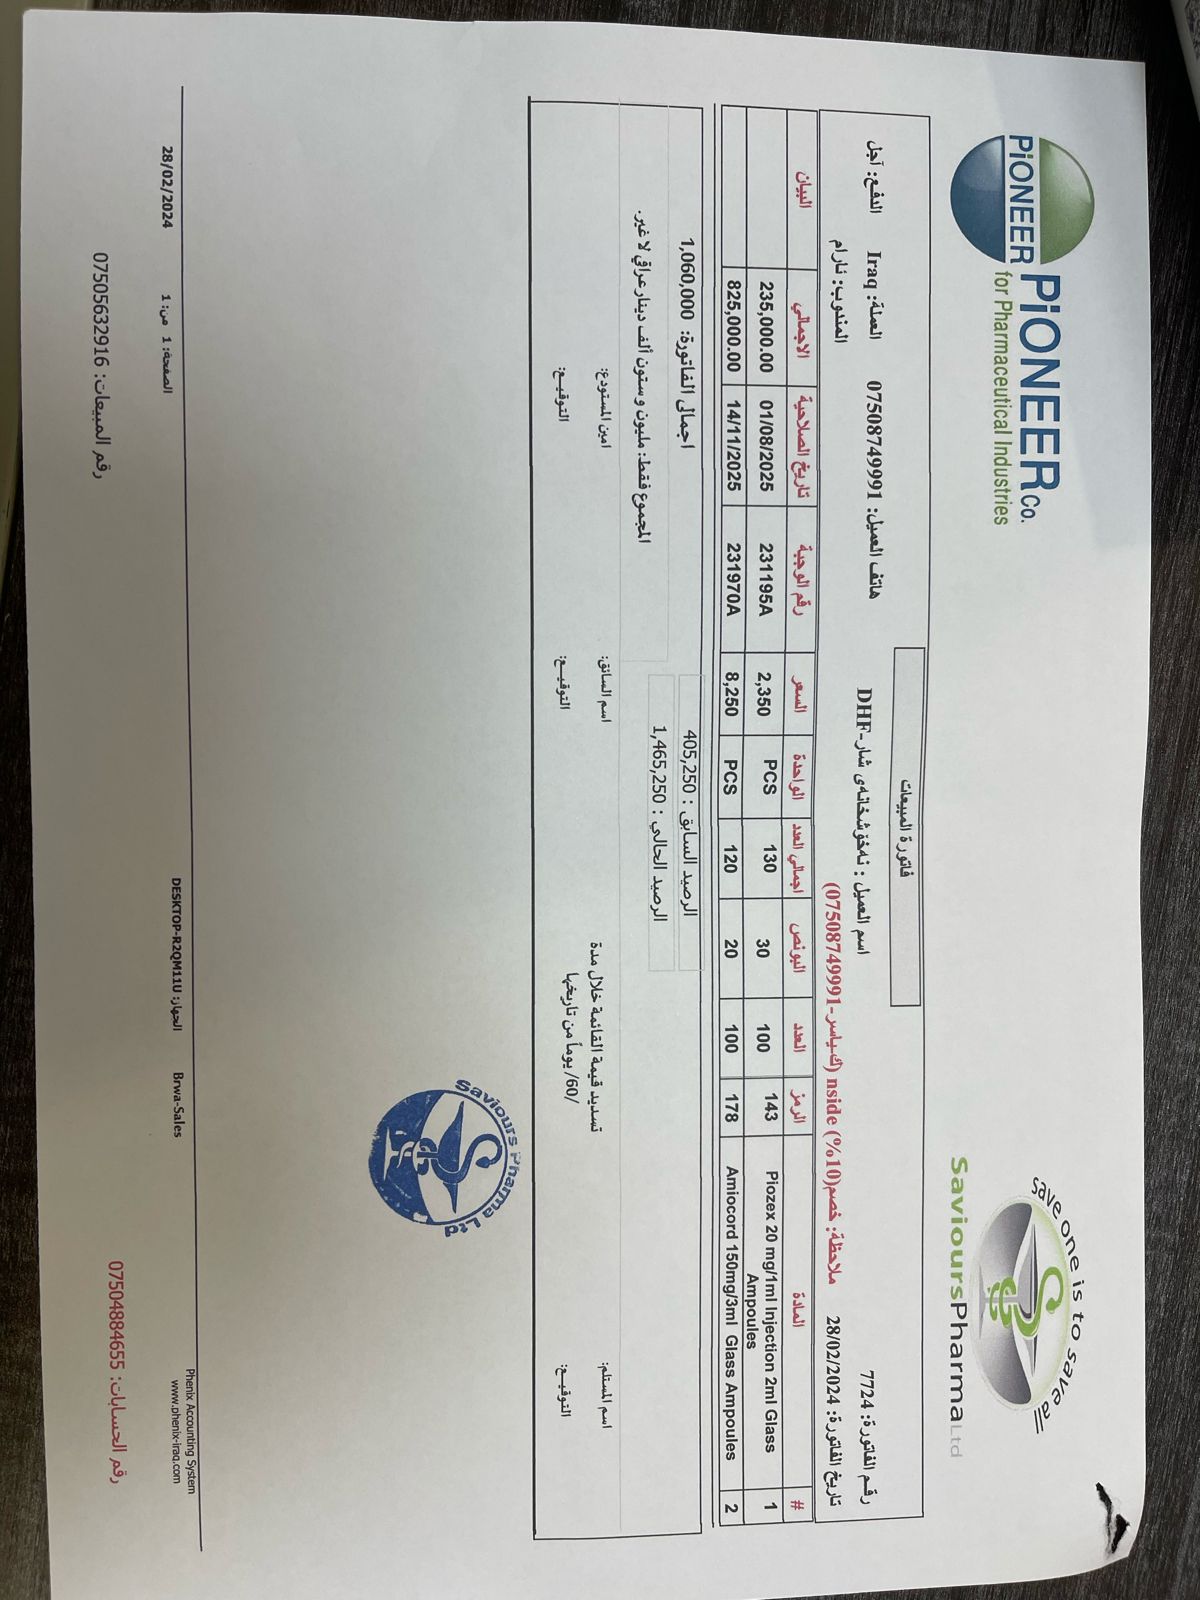 PiONEER
PiONEER Co.
for Pharmaceutical Industries
save one is to save all
SavioursPharma Ltd
فاتورة المبيعات
رقم الفاتورة: 7724
اسم العميل : نەخۆشخانەی شار-DHF
هاتف العميل: 07508749991
العملة: Iraq
الدفع: آجل
تاريخ الفاتورة: 28/02/2024
ملاحظة: خصم(10%) nside (ك.ياسر-07508749991)
المندوب: نارام
# المادة الرمز العدد البونص اجمالي العدد الواحدة السعر رقم الوجبة تاريخ الصلاحية الاجمالي البيان
1 Piozex 20 mg/1ml Injection 2ml Glass Ampoules 143 100 30 130 PCS 2,350 231195A 01/08/2025 235,000.00
2 Amiocord 150mg/3ml Glass Ampoules 178 100 20 120 PCS 8,250 231970A 14/11/2025 825,000.00
الرصيد السابق : 405,250
اجمالي الفاتورة: 1,060,000
الرصيد الحالي : 1,465,250
المجموع فقط: مليون و ستون ألف دينار عراقي لا غير.
اسم المستلم:
تسديد قيمة القائمة خلال مدة
اسم السائق:
امين المستودع:
التوقيـــع:
/60/ يوماً من تاريخها
التوقيـــع:
التوقيـــع:
Saviours Pharma Ltd
Phenix Accounting System
www.phenix-iraq.com
Brwa-Sales
الجهاز: DESKTOP-R2QM11U
الصفحة: 1 من: 1
28/02/2024
رقم الحسابات: 07504884655
رقم المبيعات: 07505632916